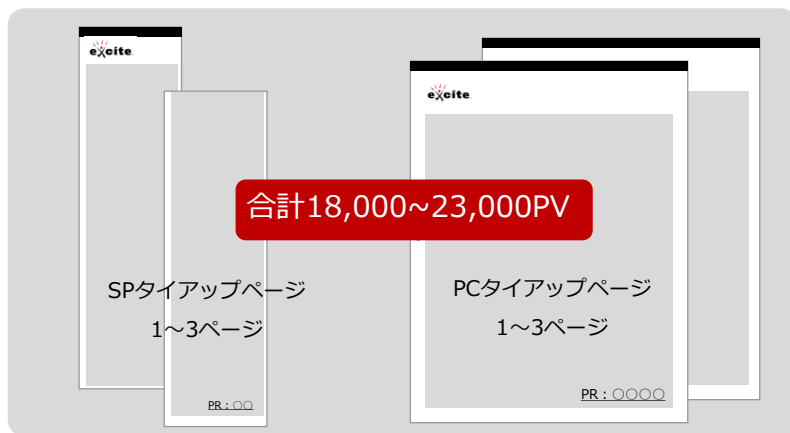 excite
excite
合計18,000~23,000PV
SPタイアップページ
1～3ページ
PCタイアップページ
1～3ページ
PR：○○
PR：○○○○